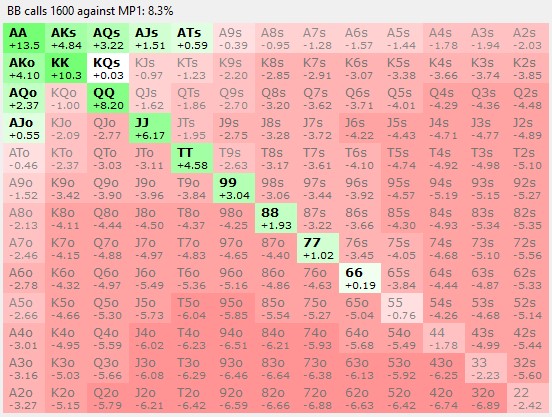 BB calls 1600 against MP1: 8.3%
AA AKs AQs AJs ATs A9s A8s A7s A6s A5s A4s A3s A2s
+13.5 +4.84 +3.22 +1.51 +0.59 -0.39 -0.95 -1.28 -1.57 -1.44 -1.78 -1.94 -2.03
AKo KK KQs KJs KTs K9s K8s K7s K6s K5s K4s K3s K2s
+4.10 +10.3 +0.03 -0.97 -1.23 -2.20 -2.85 -2.91 -3.07 -3.38 -3.66 -3.74 -3.85
AQo KQo QQ QJs QTs Q9s Q8s Q7s Q6s Q5s Q4s Q3s Q2s
+2.37 -1.00 +8.20 -1.62 -1.86 -2.70 -3.20 -3.62 -3.71 -4.01 -4.29 -4.36 -4.48
AJo KJo QJo JJ JTs J9s J8s J7s J6s J5s J4s J3s J2s
+0.55 -2.09 -2.77 +6.17 -1.95 -2.75 -3.28 -3.72 -4.22 -4.43 -4.71 -4.77 -4.89
ATo KTo QTo JTo TT T9s T8s T7s T6s T5s T4s T3s T2s
-0.46 -2.37 -3.03 -3.11 +4.58 -2.63 -3.17 -3.61 -4.10 -4.74 -4.92 -4.98 -5.10
A9o K9o Q9o J9o T9o 99 98s 97s 96s 95s 94s 93s 92s
-1.52 -3.42 -3.90 -3.96 -3.84 +3.04 -3.06 -3.44 -3.92 -4.57 -5.19 -5.15 -5.27
A8o K8o Q8o J8o T8o 98o 88 87s 86s 85s 84s 83s 82s
-2.13 -4.11 -4.44 -4.50 -4.37 -4.25 +1.93 -3.22 -3.66 -4.30 -4.93 -5.34 -5.35
A7o K7o Q7o J7o T7o 97o 87o 77 76s 75s 74s 73s 72s
-2.46 -4.15 -4.88 -4.97 -4.83 -4.65 -4.40 +1.02 -3.45 -4.05 -4.68 -5.10 -5.56
A6o K6o Q6o J6o T6o 96o 86o 76o 66 65s 64s 63s 62s
-2.78 -4.32 -4.97 -5.49 -5.36 -5.16 -4.86 -4.63 +0.19 -3.84 -4.44 -4.87 -5.33
A5o K5o Q5o J5o T5o 95o 85o 75o 65o 55 54s 53s 52s
-2.66 -4.66 -5.30 -5.73 -6.04 -5.85 -5.54 -5.27 -5.04 -0.76 -4.26 -4.68 -5.14
A4o K4o Q4o J4o T4o 94o 84o 74o 64o 54o 44 43s 42s
-3.01 -4.95 -5.59 -6.02 -6.23 -6.51 -6.21 -5.93 -5.68 -5.49 -1.78 -4.99 -5.44
A3o K3o Q3o J3o T3o 93o 83o 73o 63o 53o 43o 33 32s
-3.16 -5.03 -5.66 -6.08 -6.29 -6.46 -6.64 -6.38 -6.13 -5.92 -6.25 -2.23 -5.60
A2o K2o Q2o J2o T2o 92o 82o 72o 62o 52o 42o 32o 22
-3.27 -5.15 -5.79 -6.21 -6.42 -6.59 -6.66 -6.88 -6.63 -6.42 -6.74 -6.89 -2.42